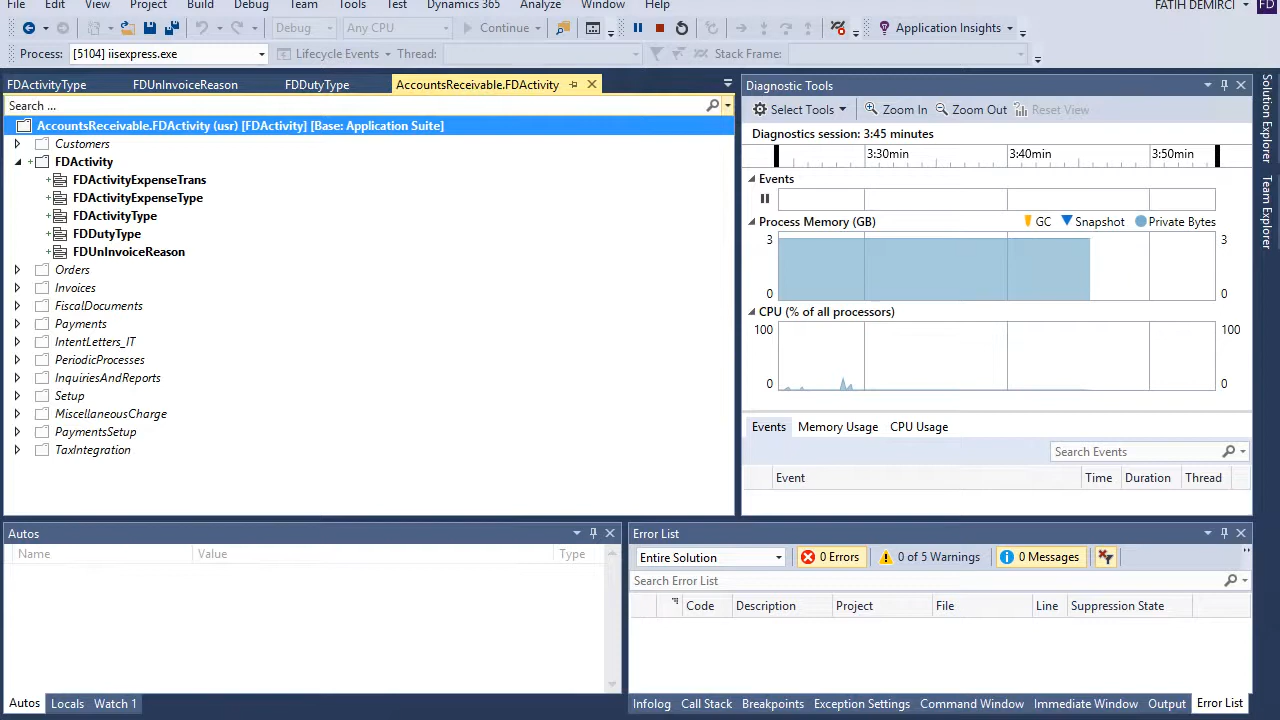 File Edit View Project Build Debug Team Tools Test Dynamics 365 Analyze Window Help FATIH DEMIRCI FD
Debug Any CPU Continue Application Insights
Process: [5104] iisexpress.exe Lifecycle Events Thread: Stack Frame:
FDActivityType FDUnInvoiceReason FDDutyType AccountsReceivable.FDActivity
Search ...
AccountsReceivable.FDActivity (usr) [FDActivity] [Base: Application Suite]
Customers
FDActivity
FDActivityExpenseTrans
FDActivityExpenseType
FDActivityType
FDDutyType
FDUnInvoiceReason
Orders
Invoices
FiscalDocuments
Payments
IntentLetters_IT
PeriodicProcesses
InquiriesAndReports
Setup
MiscellaneousCharge
PaymentsSetup
TaxIntegration
Diagnostic Tools
Select Tools Zoom In Zoom Out Reset View
Diagnostics session: 3:45 minutes
3:30min 3:40min 3:50min
Events
Process Memory (GB) GC Snapshot Private Bytes
3 3
0 0
CPU (% of all processors)
100 100
0 0
Events Memory Usage CPU Usage
Search Events
Event Time Duration Thread
Solution Explorer
Team Explorer
Autos
Name Value Type
Autos Locals Watch 1
Error List
Entire Solution 0 Errors 0 of 5 Warnings 0 Messages
Search Error List
Code Description Project File Line Suppression State
Infolog Call Stack Breakpoints Exception Settings Command Window Immediate Window Output Error List